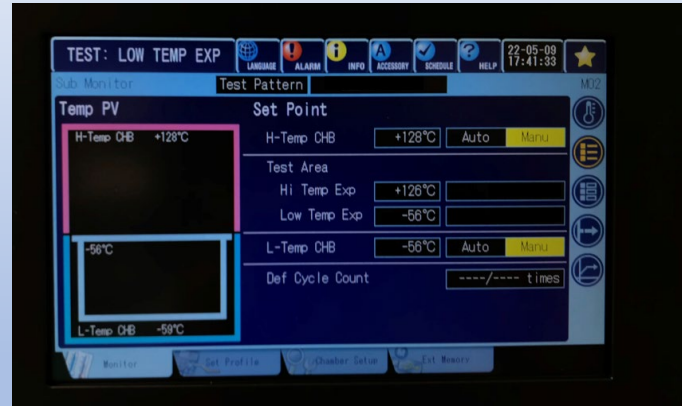 TEST: LOW TEMP EXP
LANGUAGE
ALARM
INFO
ACCESSORY
SCHEDULE
HELP
22-05-09
17:41:33
Sub Monitor
Test Pattern
M02
Temp PV
H-Temp CHB +128℃
-56℃
L-Temp CHB -59℃
Set Point
H-Temp CHB +128℃ Auto Manu
Test Area
Hi Temp Exp +126℃
Low Temp Exp -56℃
L-Temp CHB -56℃ Auto Manu
Def Cycle Count ----/---- times
Monitor
Set Profile
Chamber Setup
Ext Memory